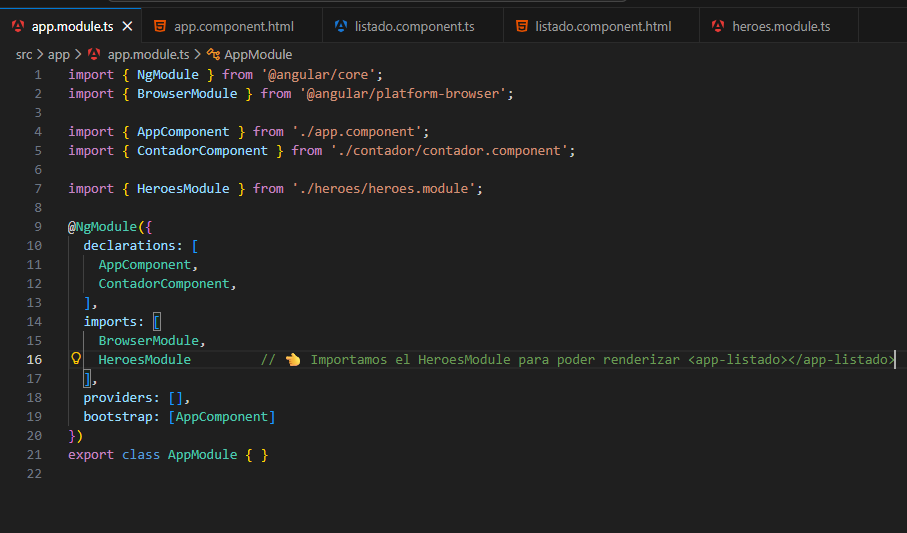 app.module.ts
app.component.html
listado.component.ts
listado.component.html
heroes.module.ts
src > app > app.module.ts > AppModule
1 import { NgModule } from '@angular/core';
2 import { BrowserModule } from '@angular/platform-browser';
3
4 import { AppComponent } from './app.component';
5 import { ContadorComponent } from './contador/contador.component';
6
7 import { HeroesModule } from './heroes/heroes.module';
8
9 @NgModule({
10 declarations: [
11 AppComponent,
12 ContadorComponent,
13 ],
14 imports: [
15 BrowserModule,
16 HeroesModule // 👈 Importamos el HeroesModule para poder renderizar <app-listado></app-listado>
17 ],
18 providers: [],
19 bootstrap: [AppComponent]
20 })
21 export class AppModule { }
22